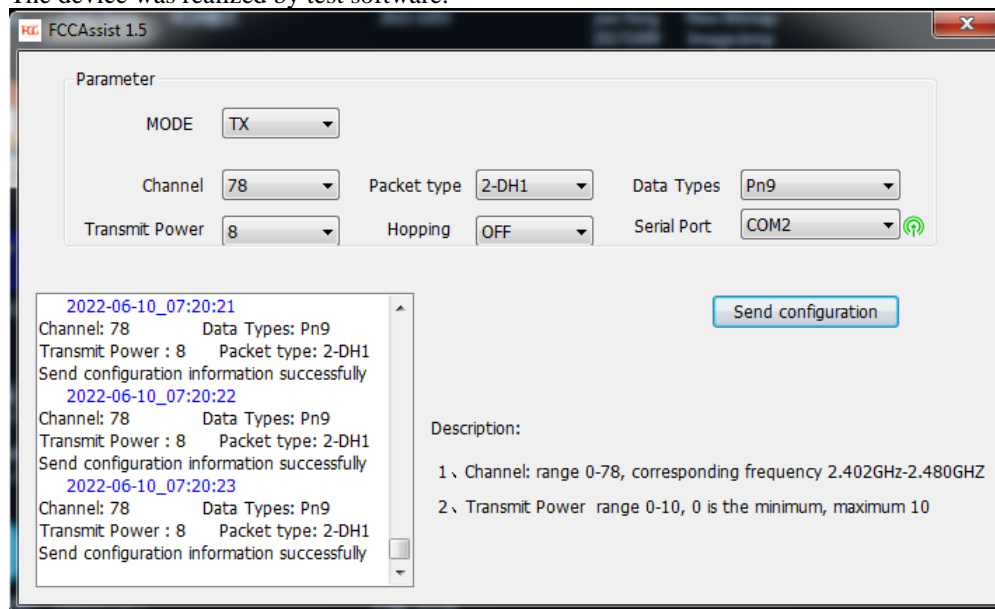 The device was realized by test software.
FCC FCCAssist 1.5
Parameter
MODE TX
Channel 78 Packet type 2-DH1 Data Types Pn9
Transmit Power 8 Hopping OFF Serial Port COM2
2022-06-10_07:20:21
Channel: 78 Data Types: Pn9
Transmit Power : 8 Packet type: 2-DH1
Send configuration information successfully
2022-06-10_07:20:22
Channel: 78 Data Types: Pn9
Transmit Power : 8 Packet type: 2-DH1
Send configuration information successfully
2022-06-10_07:20:23
Channel: 78 Data Types: Pn9
Transmit Power : 8 Packet type: 2-DH1
Send configuration information successfully
Send configuration
Description:
1、Channel: range 0-78, corresponding frequency 2.402GHz-2.480GHZ
2、Transmit Power range 0-10, 0 is the minimum, maximum 10